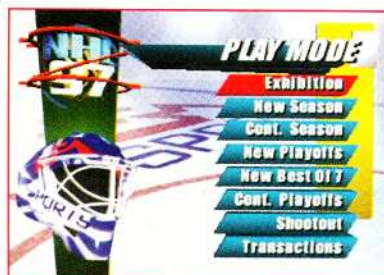 NHL
97
PLAY MODE
Exhibition
New Season
Cont. Season
New Playoffs
New Best Of 7
Cont. Playoffs
Shootout
Transactions
SPORTS
SPO